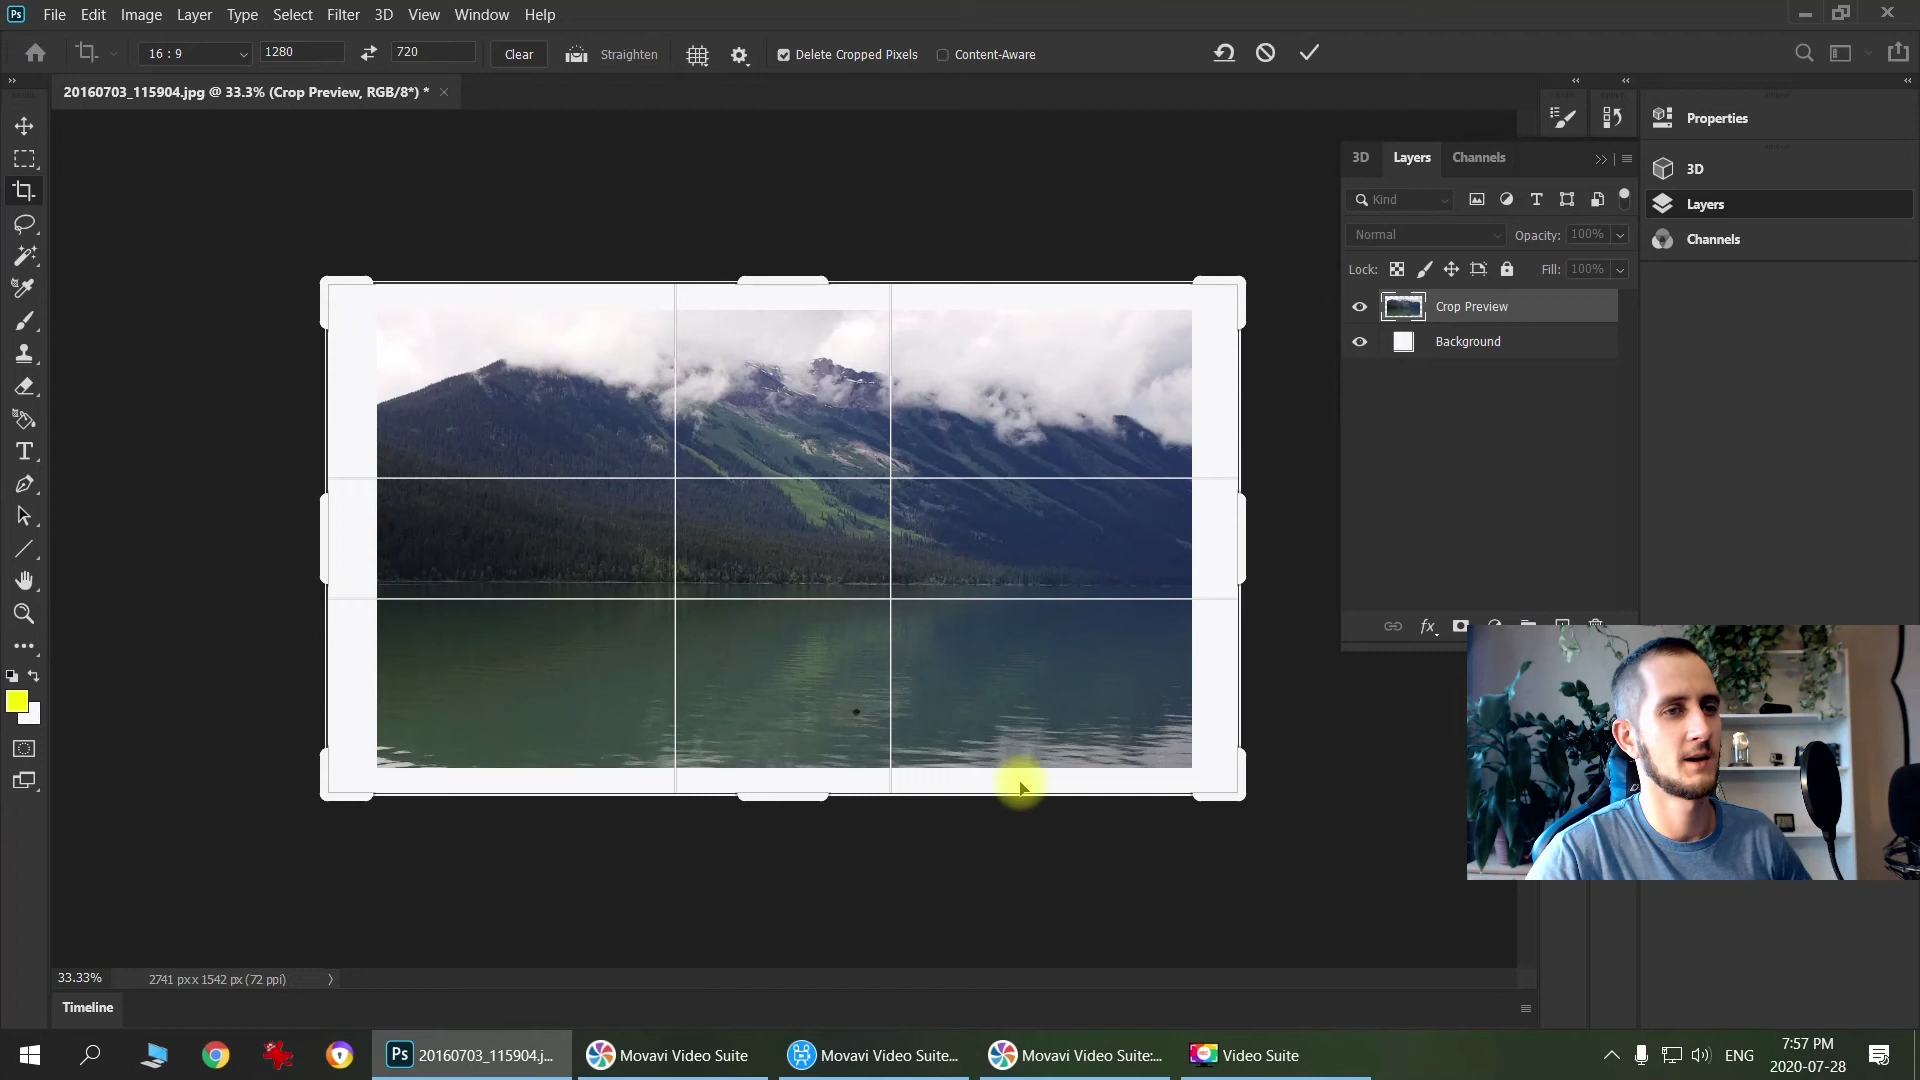 Ps File Edit Image Layer Type Select Filter 3D View Window Help
16 : 9 1280 720 Clear Straighten Delete Cropped Pixels Content-Aware
20160703_115904.jpg @ 33.3% (Crop Preview, RGB/8*) *
3D Layers Channels
Kind
Normal Opacity: 100%
Lock: Fill: 100%
Crop Preview
Background
fx
Properties
3D
Layers
Channels
33.33% 2741 px x 1542 px (72 ppi)
Timeline
Ps 20160703_115904.j... Movavi Video Suite Movavi Video Suite... Movavi Video Suite:... Video Suite ENG 7:57 PM
2020-07-28